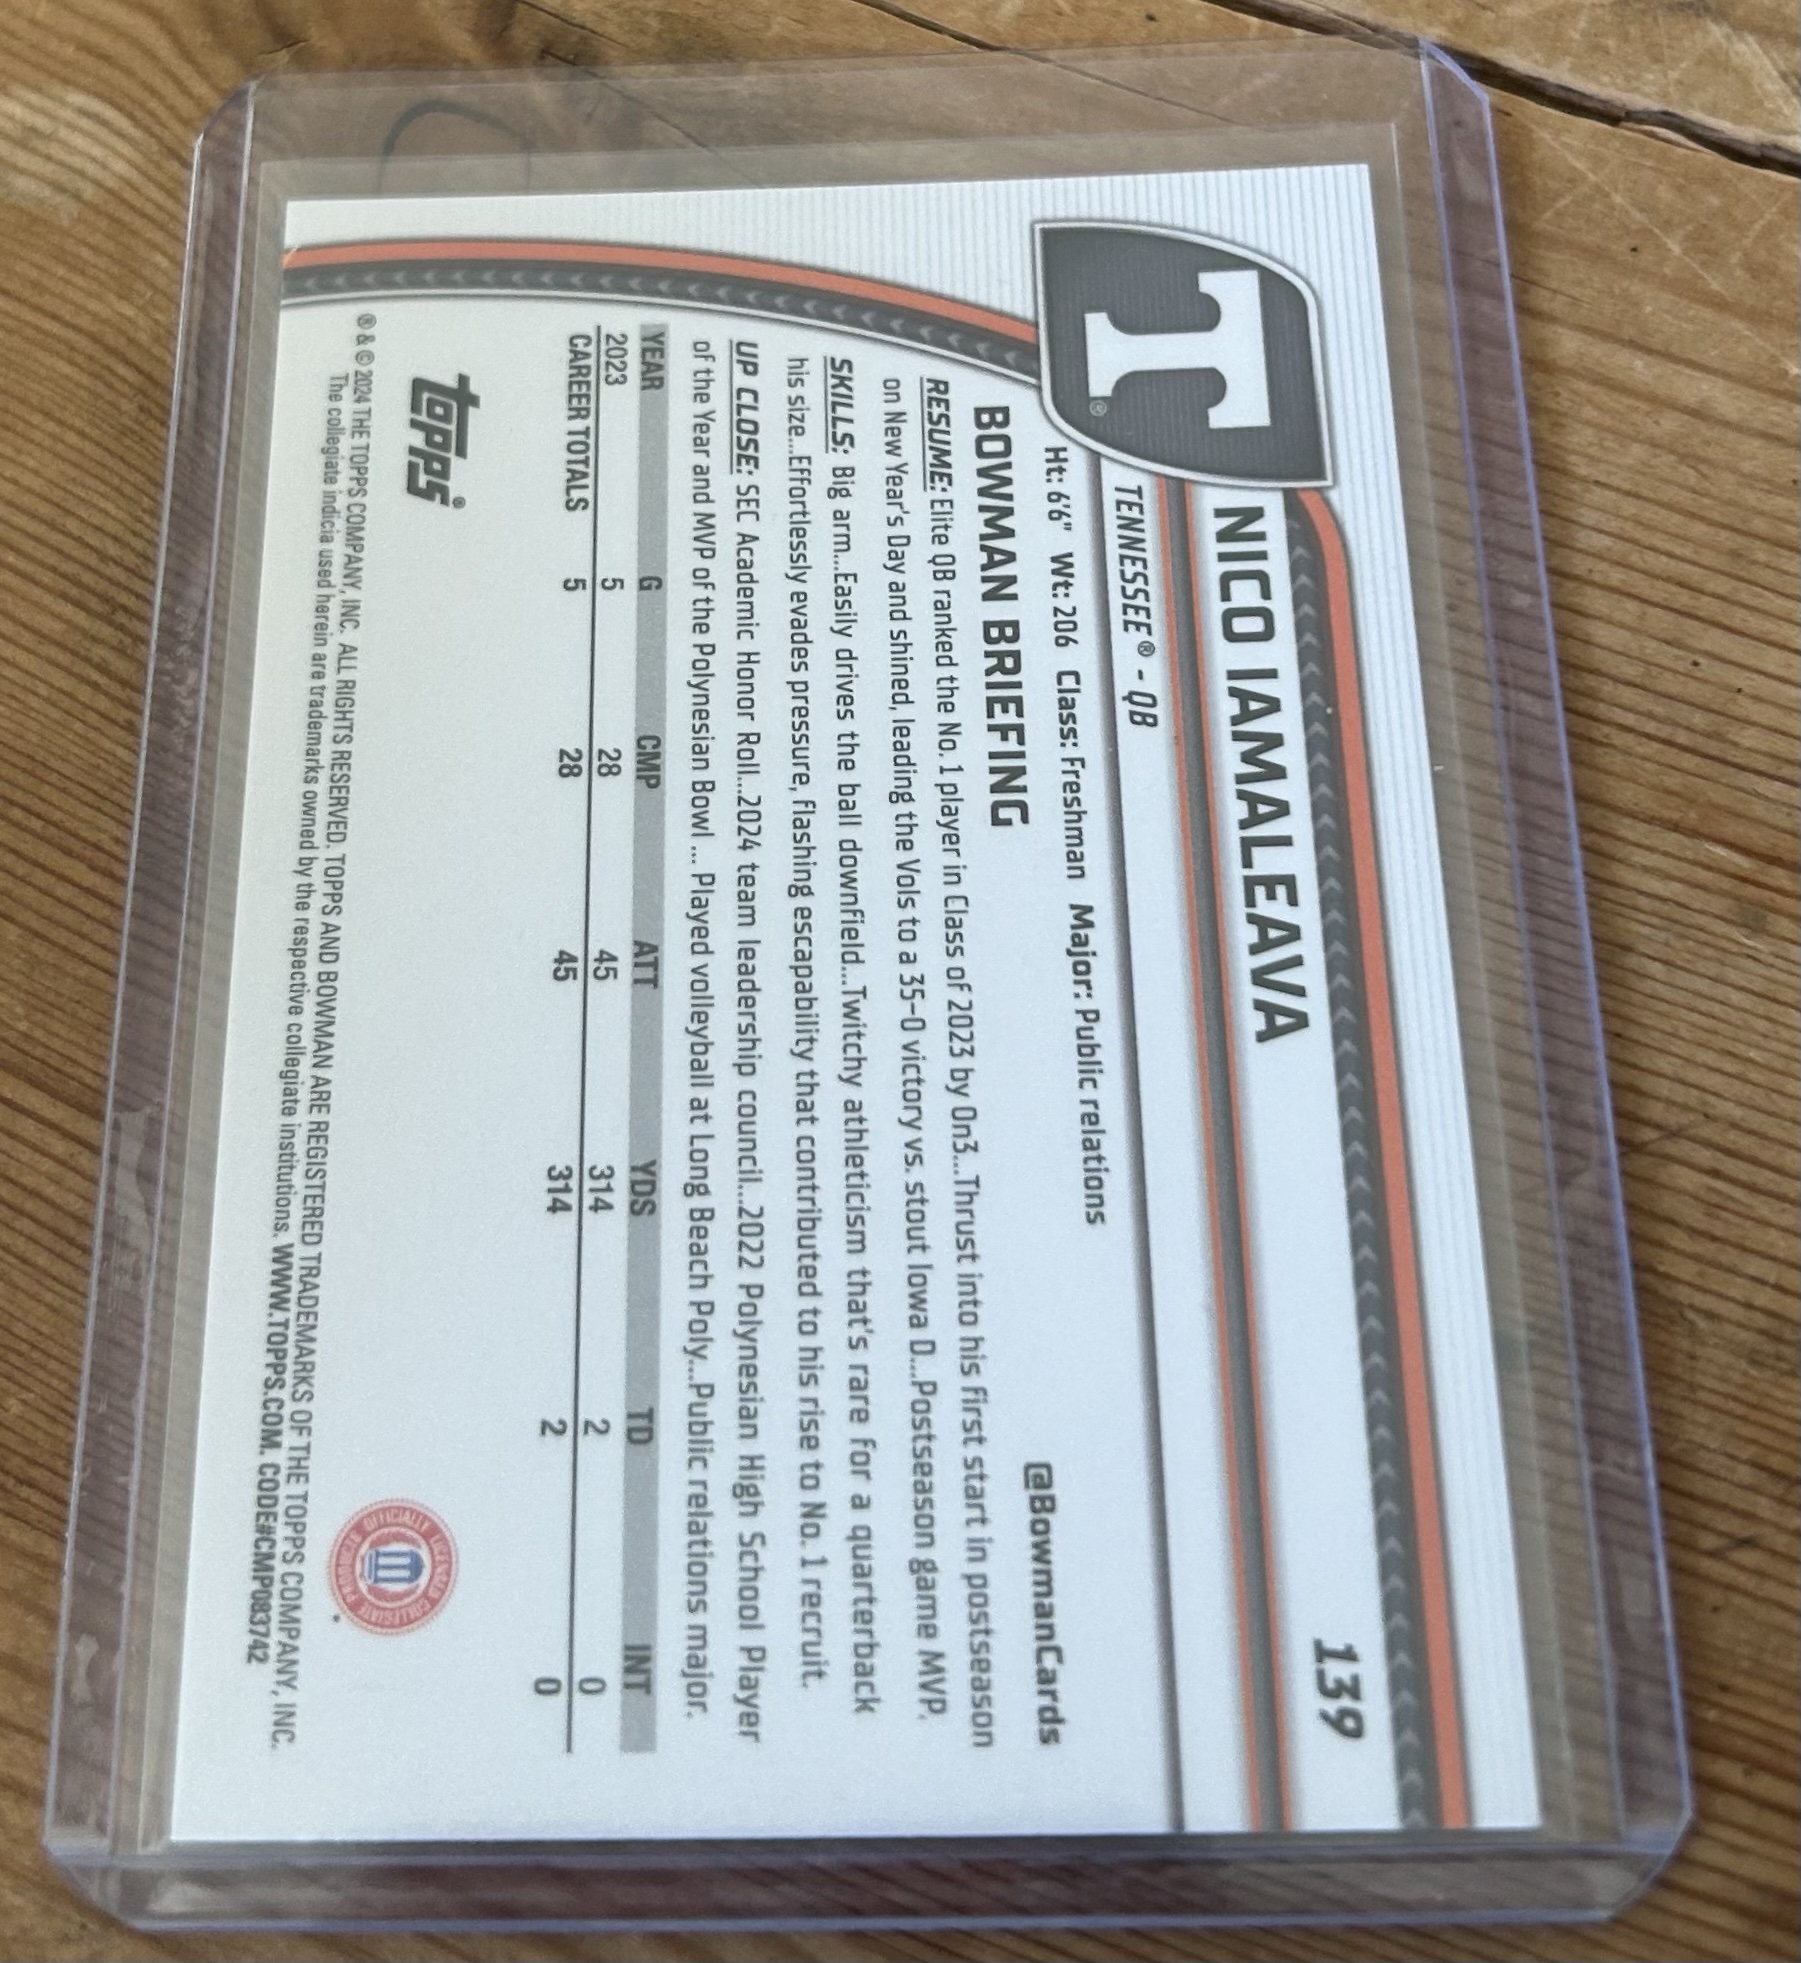 139
NICO IAMALEAVA
T®
TENNESSEE® - QB
Ht: 6'6" Wt: 206 Class: Freshman Major: Public relations
@BowmanCards
BOWMAN BRIEFING
RESUME: Elite QB ranked the No. 1 player in Class of 2023 by On3...Thrust into his first start in postseason
on New Year's Day and shined, leading the Vols to a 35-0 victory vs. stout Iowa D...Postseason game MVP.
SKILLS: Big arm...Easily drives the ball downfield...Twitchy athleticism that's rare for a quarterback
his size...Effortlessly evades pressure, flashing escapability that contributed to his rise to No. 1 recruit.
UP CLOSE: SEC Academic Honor Roll...2024 team leadership council...2022 Polynesian High School Player
of the Year and MVP of the Polynesian Bowl ... Played volleyball at Long Beach Poly...Public relations major.
YEAR G CMP ATT YDS TD INT
2023 5 28 45 314 2 0
CAREER TOTALS 5 28 45 314 2 0
topps®
OFFICIALLY LICENSED COLLEGIATE PRODUCTS
® & © 2024 THE TOPPS COMPANY, INC. ALL RIGHTS RESERVED. TOPPS AND BOWMAN ARE REGISTERED TRADEMARKS OF THE TOPPS COMPANY, INC.
The collegiate indicia used herein are trademarks owned by the respective collegiate institutions. WWW.TOPPS.COM. CODE#CMP083742